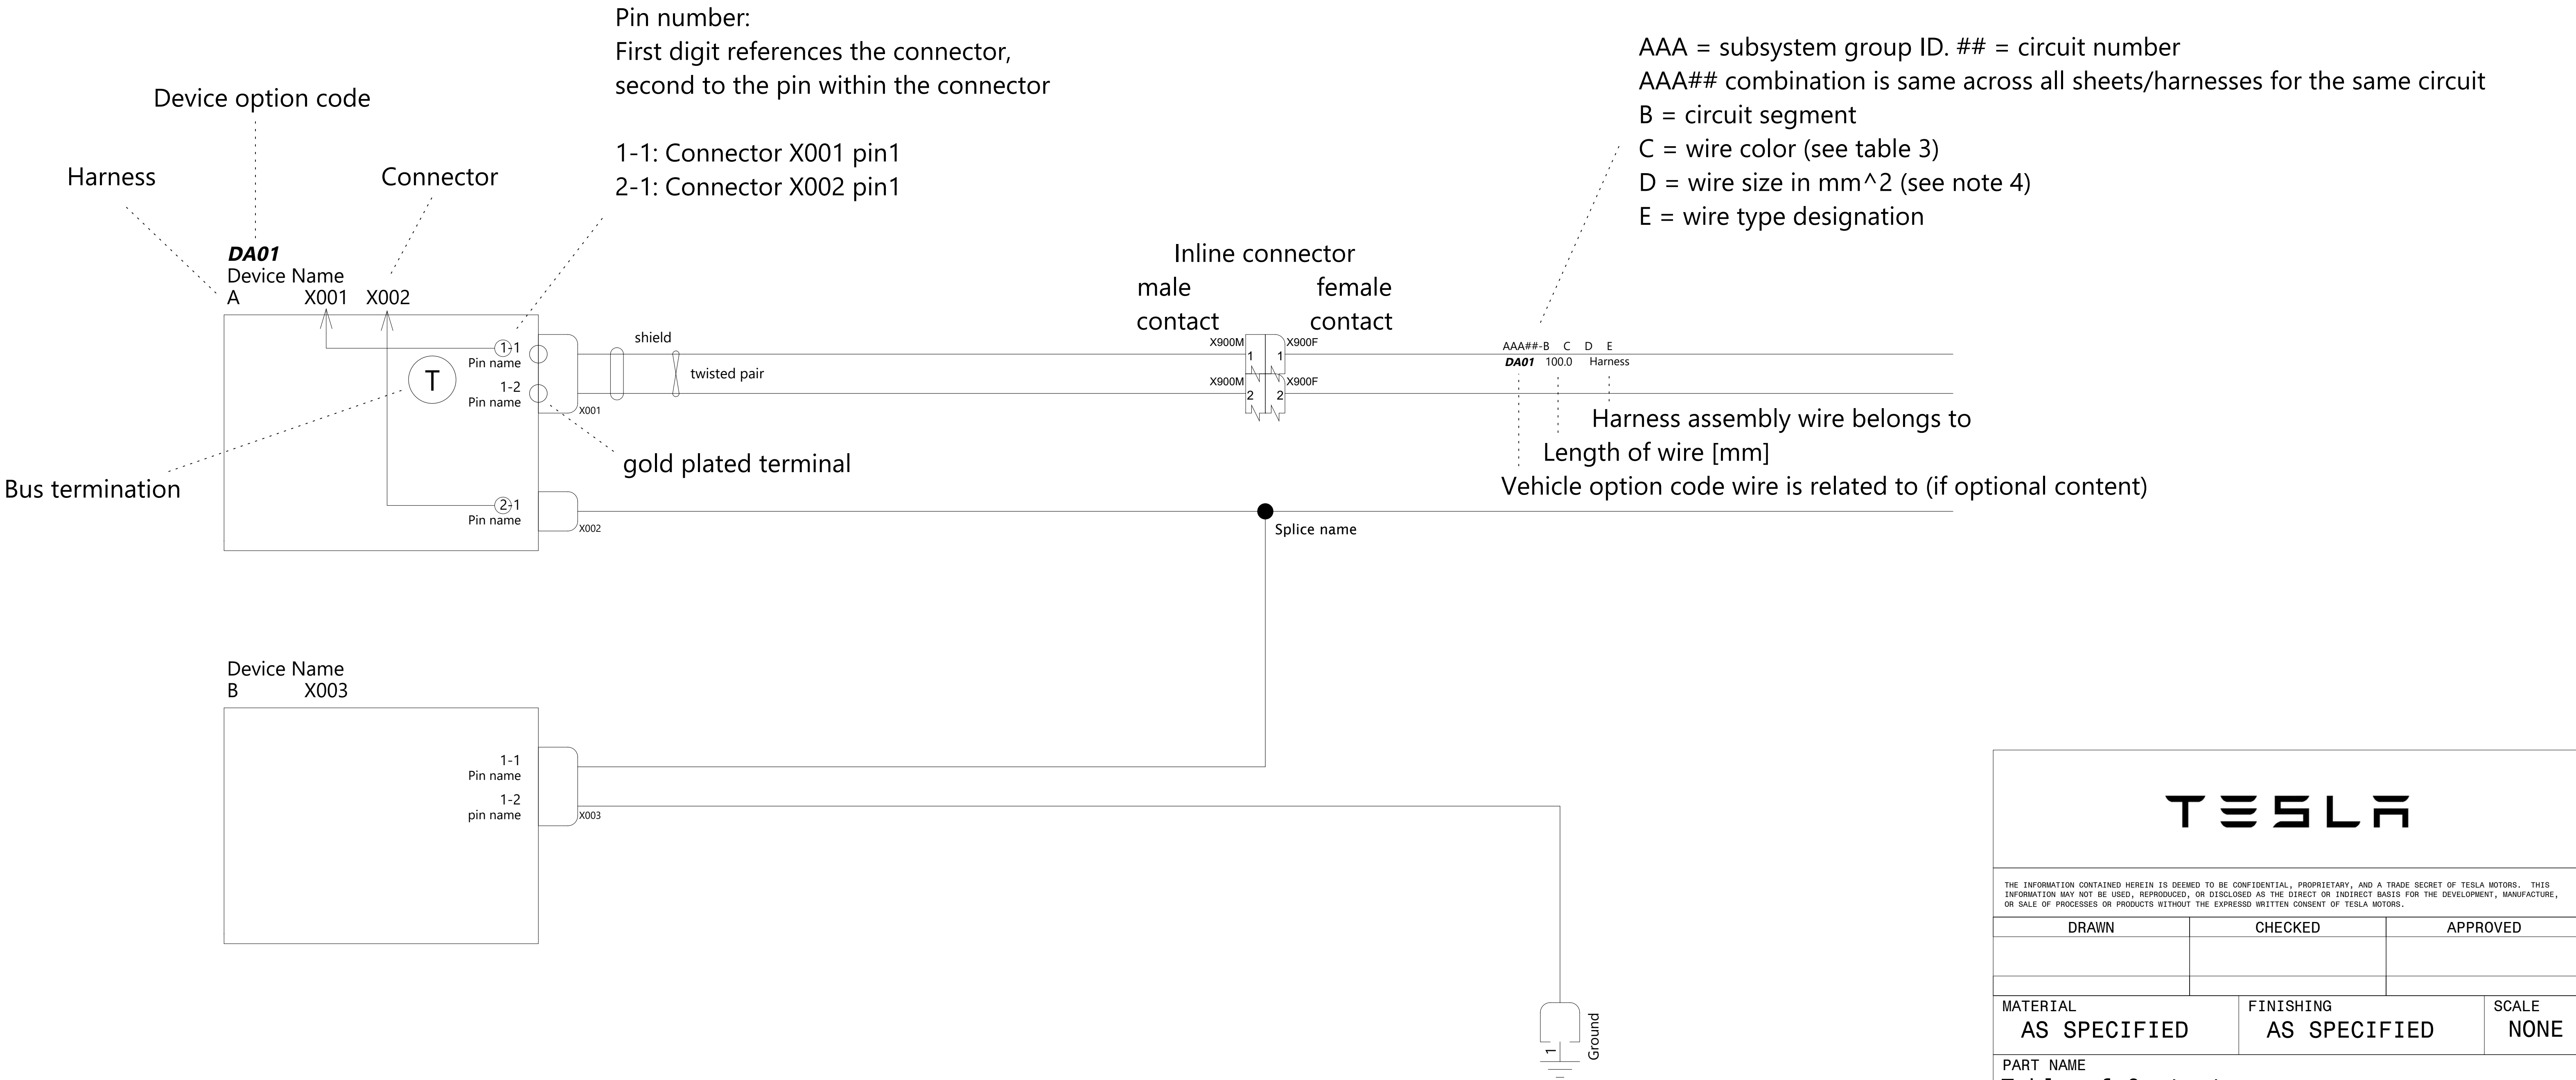 Pin number:
First digit references the connector,
second to the pin within the connector
1-1: Connector X001 pin1
2-1: Connector X002 pin1
AAA = subsystem group ID. ## = circuit number
AAA## combination is same across all sheets/harnesses for the same circuit
B = circuit segment
C = wire color (see table 3)
D = wire size in mm^2 (see note 4)
E = wire type designation
Device option code
Harness
Connector
DA01
Device Name
A X001 X002
1-1
Pin name
1-2
Pin name
T
X001
shield
twisted pair
Bus termination
gold plated terminal
2-1
Pin name
X002
Inline connector
male
contact
female
contact
X900M 1 1 X900F
X900M 2 2 X900F
AAA##-B C D E
DA01 100.0 Harness
Harness assembly wire belongs to
Length of wire [mm]
Vehicle option code wire is related to (if optional content)
Splice name
Device Name
B X003
1-1
Pin name
1-2
pin name
X003
1
Ground
TESLA
THE INFORMATION CONTAINED HEREIN IS DEEMED TO BE CONFIDENTIAL, PROPRIETARY, AND A TRADE SECRET OF TESLA MOTORS. THIS
INFORMATION MAY NOT BE USED, REPRODUCED, OR DISCLOSED AS THE DIRECT OR INDIRECT BASIS FOR THE DEVELOPMENT, MANUFACTURE,
OR SALE OF PROCESSES OR PRODUCTS WITHOUT THE EXPRESSD WRITTEN CONSENT OF TESLA MOTORS.
DRAWN CHECKED APPROVED
MATERIAL FINISHING SCALE
AS SPECIFIED AS SPECIFIED NONE
PART NAME